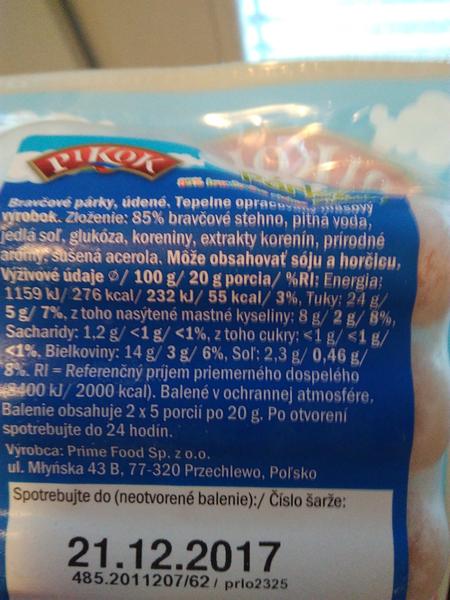 PIKOK
Bravčové párky, údené. Tepelne
výrobok. Zloženie: 85% bravčové stehno, pitná voda,
jedlá soľ, glukóza, koreniny, extrakty korenín, prírodné
arómy, sušená acerola. Môže obsahovať sóju a horčicu.
Výživové údaje ∅/ 100 g/ 20 g porcia/ %RI: Energia:
1159 kJ/ 276 kcal/ 232 kJ/ 55 kcal/ 3%, Tuky: 24 g/
5 g/ 7%, z toho nasýtené mastné kyseliny: 8 g/ 2 g/ 8%,
Sacharidy: 1,2 g/ <1 g/ <1%, z toho cukry: <1 g/ <1 g/
<1%, Bielkoviny: 14 g/ 3 g/ 6%, Soľ: 2,3 g/ 0,46 g/
8%. RI = Referenčný príjem priemerného dospelého
(8400 kJ/ 2000 kcal). Balené v ochrannej atmosfére.
Balenie obsahuje 2 x 5 porcií po 20 g. Po otvorení
spotrebujte do 24 hodín.
Výrobca: Prime Food Sp. z o.o.
ul. Młyńska 43 B, 77-320 Przechlewo, Poľsko
Spotrebujte do (neotvorené balenie):/ Číslo šarže:
21.12.2017
485.2011207/62 / prlo2325